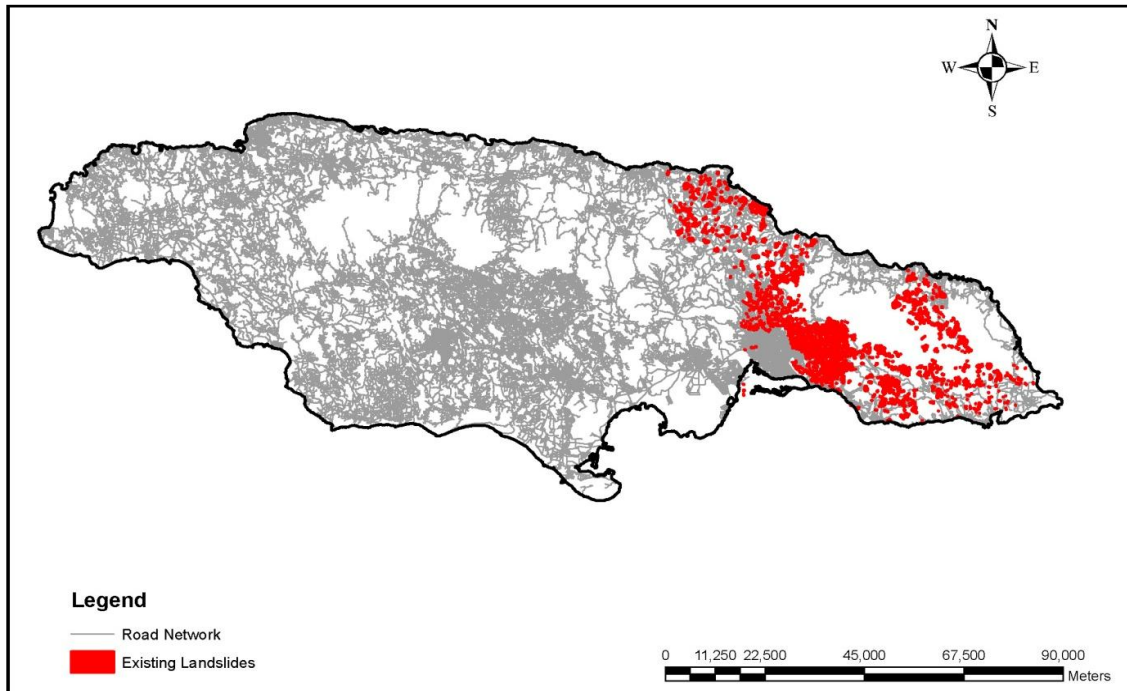 N
W E
S
Legend
Road Network
Existing Landslides
0 11,250 22,500 45,000 67,500 90,000
Meters